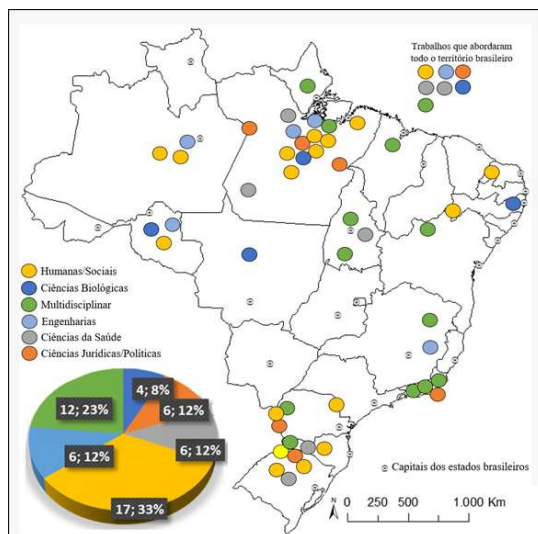 Trabalhos que abordaram
todo o território brasileiro
Humanas/Sociais
Ciências Biológicas
Multidisciplinar
Engenharias
Ciências da Saúde
Ciências Jurídicas/Políticas
4; 8%
12; 23%
6; 12%
6; 12%
6; 12%
17; 33%
Capitais dos estados brasileiros
N
0 250 500 1.000 Km